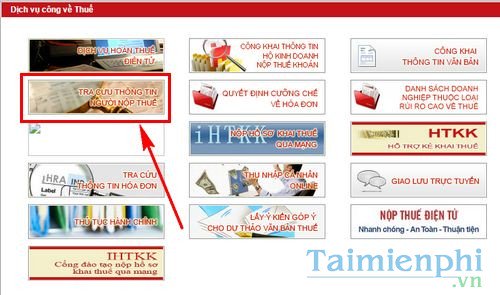 Dịch vụ công về Thuế
DỊCH VỤ HOÀN THUẾ
ĐIỆN TỬ
CÔNG KHAI THÔNG TIN
HỘ KINH DOANH
NỘP THUẾ KHOÁN
CÔNG KHAI
THÔNG TIN VĂN BẢN
TRA CỨU THÔNG TIN
NGƯỜI NỘP THUẾ
QUYẾT ĐỊNH CƯỠNG CHẾ
VỀ HÓA ĐƠN
DANH SÁCH DOANH
NGHIỆP THUỘC LOẠI
RỦI RO CAO VỀ THUẾ
iHTKK
NỘP HỒ SƠ KHAI THUẾ
QUA MẠNG
HTKK
HỖ TRỢ KÊ KHAI THUẾ
TRA CỨU
THÔNG TIN HÓA ĐƠN
THU NHẬP CÁ NHÂN
ONLINE
GIAO LƯU TRỰC TUYẾN
THỦ TỤC HÀNH CHÍNH
LẤY Ý KIẾN GÓP Ý
CHO DỰ THẢO VĂN BẢN THUẾ
NỘP THUẾ ĐIỆN TỬ
Nhanh chóng - An Toàn - Thuận tiện
IHTKK
Cổng đào tạo nộp hồ sơ
khai thuế qua mạng
Taimienphi
.vn